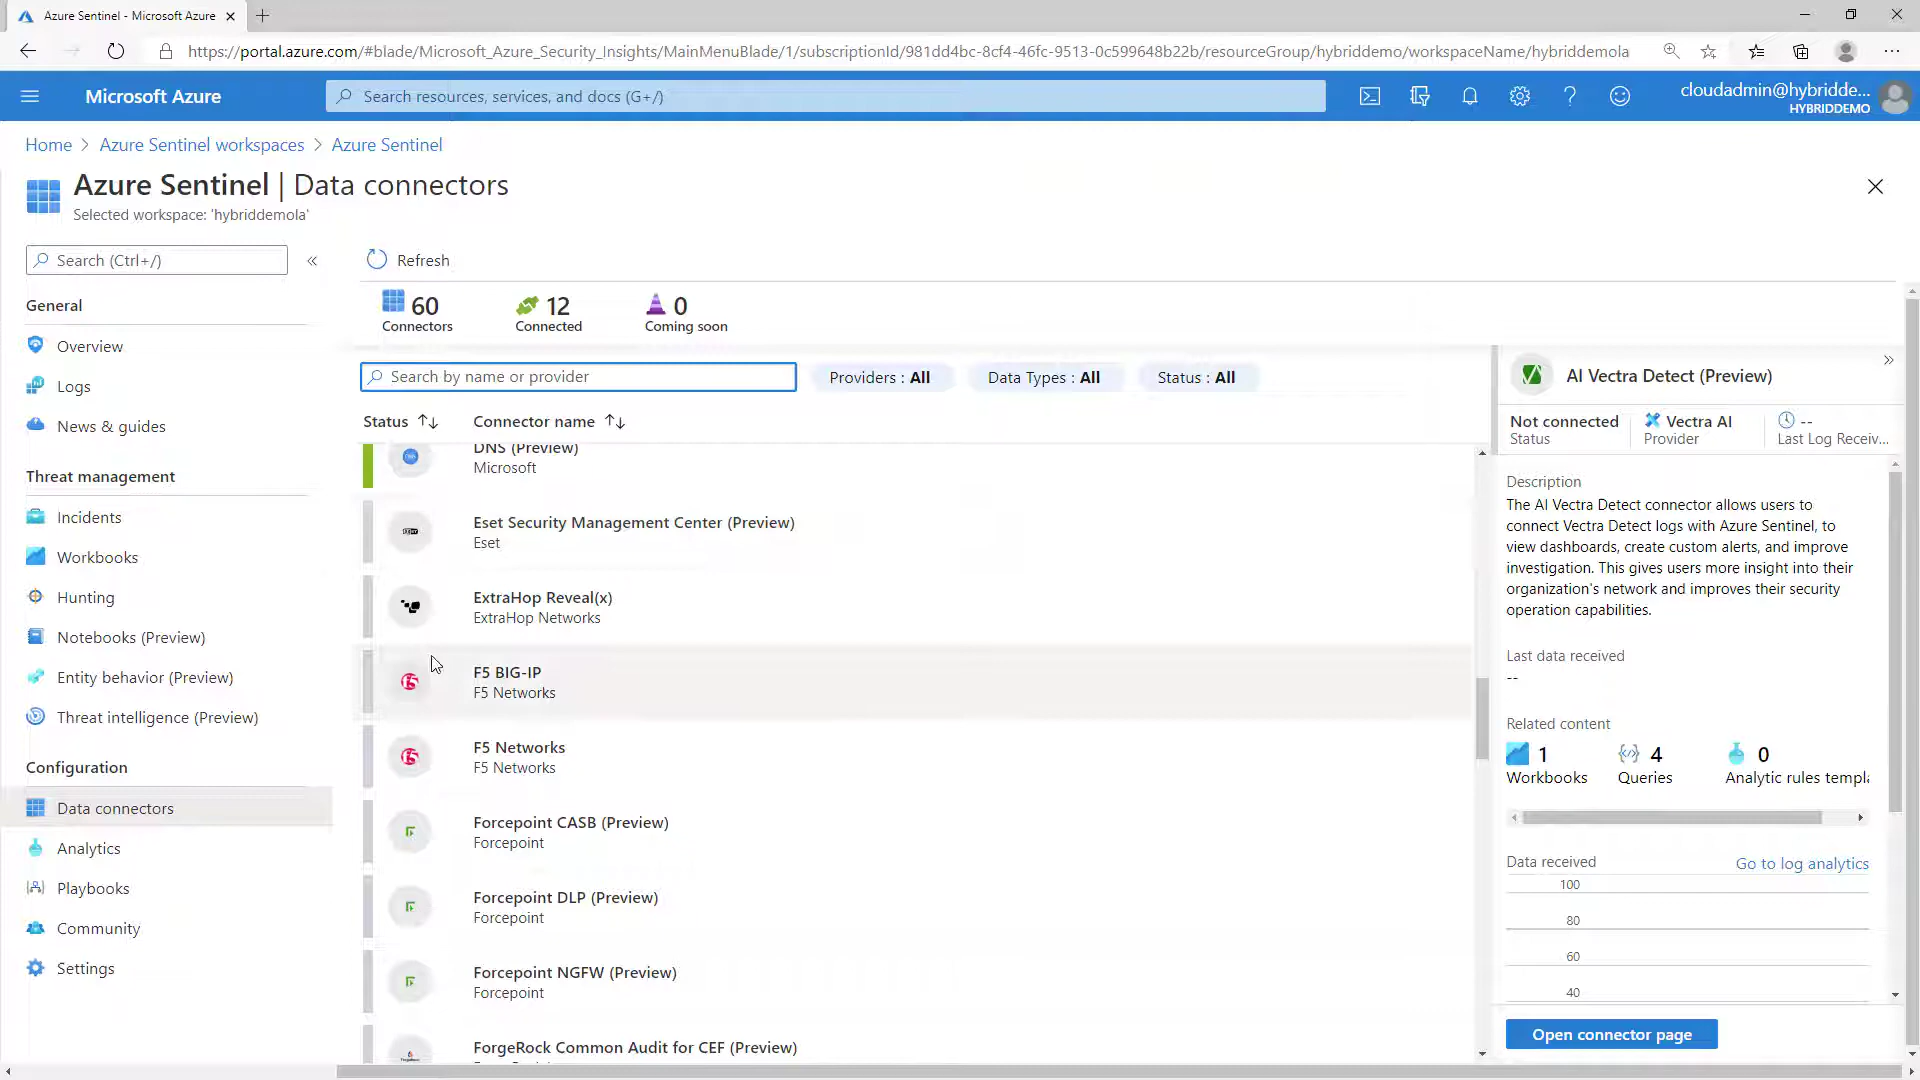 Azure Sentinel - Microsoft Azure
https://portal.azure.com/#blade/Microsoft_Azure_Security_Insights/MainMenuBlade/1/subscriptionId/981dd4bc-8cf4-46fc-9513-0c599648b22b/resourceGroup/hybriddemo/workspaceName/hybriddemola
Microsoft Azure
Search resources, services, and docs (G+/)
cloudadmin@hybridde...
HYBRIDDEMO
Home > Azure Sentinel workspaces > Azure Sentinel
Azure Sentinel | Data connectors
Selected workspace: 'hybriddemola'
Search (Ctrl+/)
«
General
Overview
Logs
News & guides
Threat management
Incidents
Workbooks
Hunting
Notebooks (Preview)
Entity behavior (Preview)
Threat intelligence (Preview)
Configuration
Data connectors
Analytics
Playbooks
Community
Settings
Refresh
60
Connectors
12
Connected
0
Coming soon
Search by name or provider
Providers : All
Data Types : All
Status : All
Status
Connector name
DNS (Preview)
Microsoft
Eset Security Management Center (Preview)
Eset
ExtraHop Reveal(x)
ExtraHop Networks
F5 BIG-IP
F5 Networks
F5 Networks
F5 Networks
Forcepoint CASB (Preview)
Forcepoint
Forcepoint DLP (Preview)
Forcepoint
Forcepoint NGFW (Preview)
Forcepoint
ForgeRock Common Audit for CEF (Preview)
AI Vectra Detect (Preview)
»
Not connected
Status
Vectra AI
Provider
--
Last Log Receiv...
Description
The AI Vectra Detect connector allows users to
connect Vectra Detect logs with Azure Sentinel, to
view dashboards, create custom alerts, and improve
investigation. This gives users more insight into their
organization's network and improves their security
operation capabilities.
Last data received
--
Related content
1
Workbooks
4
Queries
0
Analytic rules templa
Data received
Go to log analytics
100
80
60
40
Open connector page